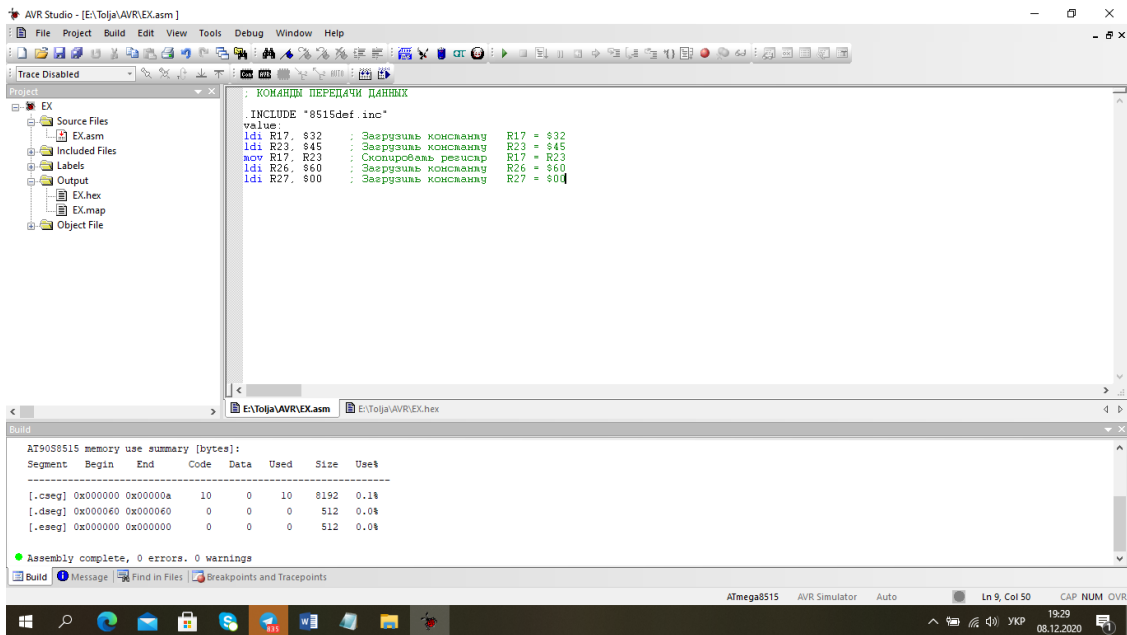 AVR Studio - [E:\Tolja\AVR\EX.asm ]
File Project Build Edit View Tools Debug Window Help
Trace Disabled
Project
EX
Source Files
EX.asm
Included Files
Labels
Output
EX.hex
EX.map
Object File
; КОМАНДЫ ПЕРЕДАЧИ ДАННЫХ
.INCLUDE "8515def.inc"
value:
ldi R17, $32 ; Загрузить константу R17 = $32
ldi R23, $45 ; Загрузить константу R23 = $45
mov R17, R23 ; Скопировать регистр R17 = R23
ldi R26, $60 ; Загрузить константу R26 = $60
ldi R27, $00 ; Загрузить константу R27 = $00
E:\Tolja\AVR\EX.asm E:\Tolja\AVR\EX.hex
Build
AT90S8515 memory use summary [bytes]:
Segment Begin End Code Data Used Size Use%
---------------------------------------------------------------
[.cseg] 0x000000 0x00000a 10 0 10 8192 0.1%
[.dseg] 0x000060 0x000060 0 0 0 512 0.0%
[.eseg] 0x000000 0x000000 0 0 0 512 0.0%
Assembly complete, 0 errors. 0 warnings
Build Message Find in Files Breakpoints and Tracepoints
ATmega8515 AVR Simulator Auto Ln 9, Col 50 CAP NUM OVR
835
УКР
19:29
08.12.2020